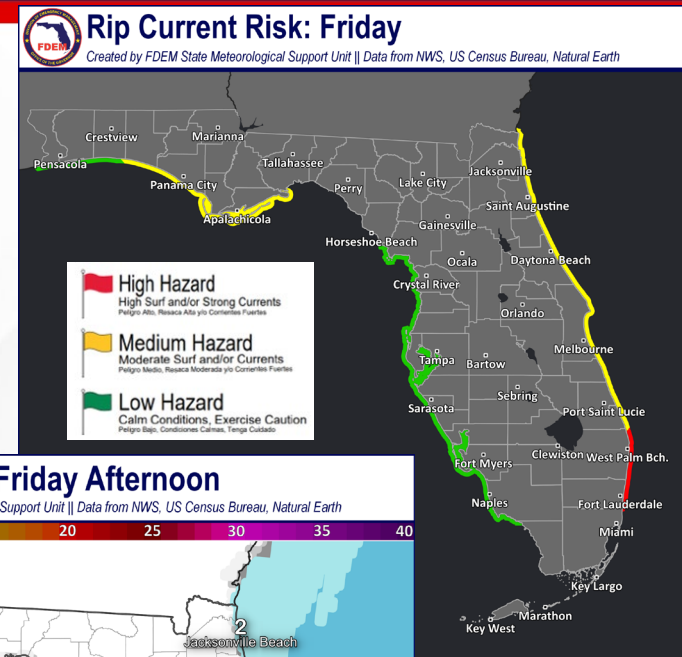 FDEM
Rip Current Risk: Friday
Created by FDEM State Meteorological Support Unit || Data from NWS, US Census Bureau, Natural Earth
Crestview
Marianna
Pensacola
Tallahassee
Jacksonville
Panama City
Perry
Lake City
Apalachicola
Saint Augustine
Gainesville
Horseshoe Beach
Ocala
Daytona Beach
Crystal River
Orlando
Melbourne
Tampa
Bartow
Sebring
Sarasota
Port Saint Lucie
Clewiston
West Palm Bch.
Fort Myers
Naples
Fort Lauderdale
Miami
Key Largo
Marathon
Key West
High Hazard
High Surf and/or Strong Currents
Peligro Alto, Resaca Alta y/o Corrientes Fuertes
Medium Hazard
Moderate Surf and/or Currents
Peligro Medio, Resaca Moderada y/o Corrientes Fuertes
Low Hazard
Calm Conditions, Exercise Caution
Peligro Bajo, Condiciones Calmas, Tenga Cuidado
Friday Afternoon
Support Unit || Data from NWS, US Census Bureau, Natural Earth
20 25 30 35 40
2
Jacksonville Beach